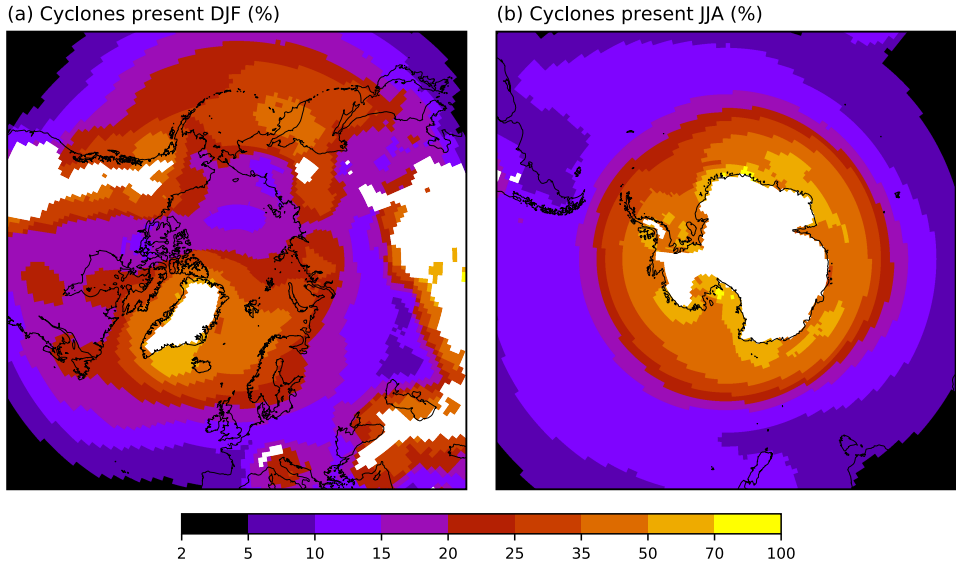 (a) Cyclones present DJF (%)
(b) Cyclones present JJA (%)
2 5 10 15 20 25 35 50 70 100